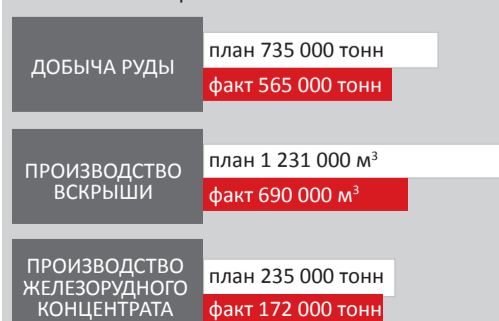 ДОБЫЧА РУДЫ
план 735 000 тонн
факт 565 000 тонн
ПРОИЗВОДСТВО
ВСКРЫШИ
план 1 231 000 м³
факт 690 000 м³
ПРОИЗВОДСТВО
ЖЕЛЕЗОРУДНОГО
КОНЦЕНТРАТА
план 235 000 тонн
факт 172 000 тонн